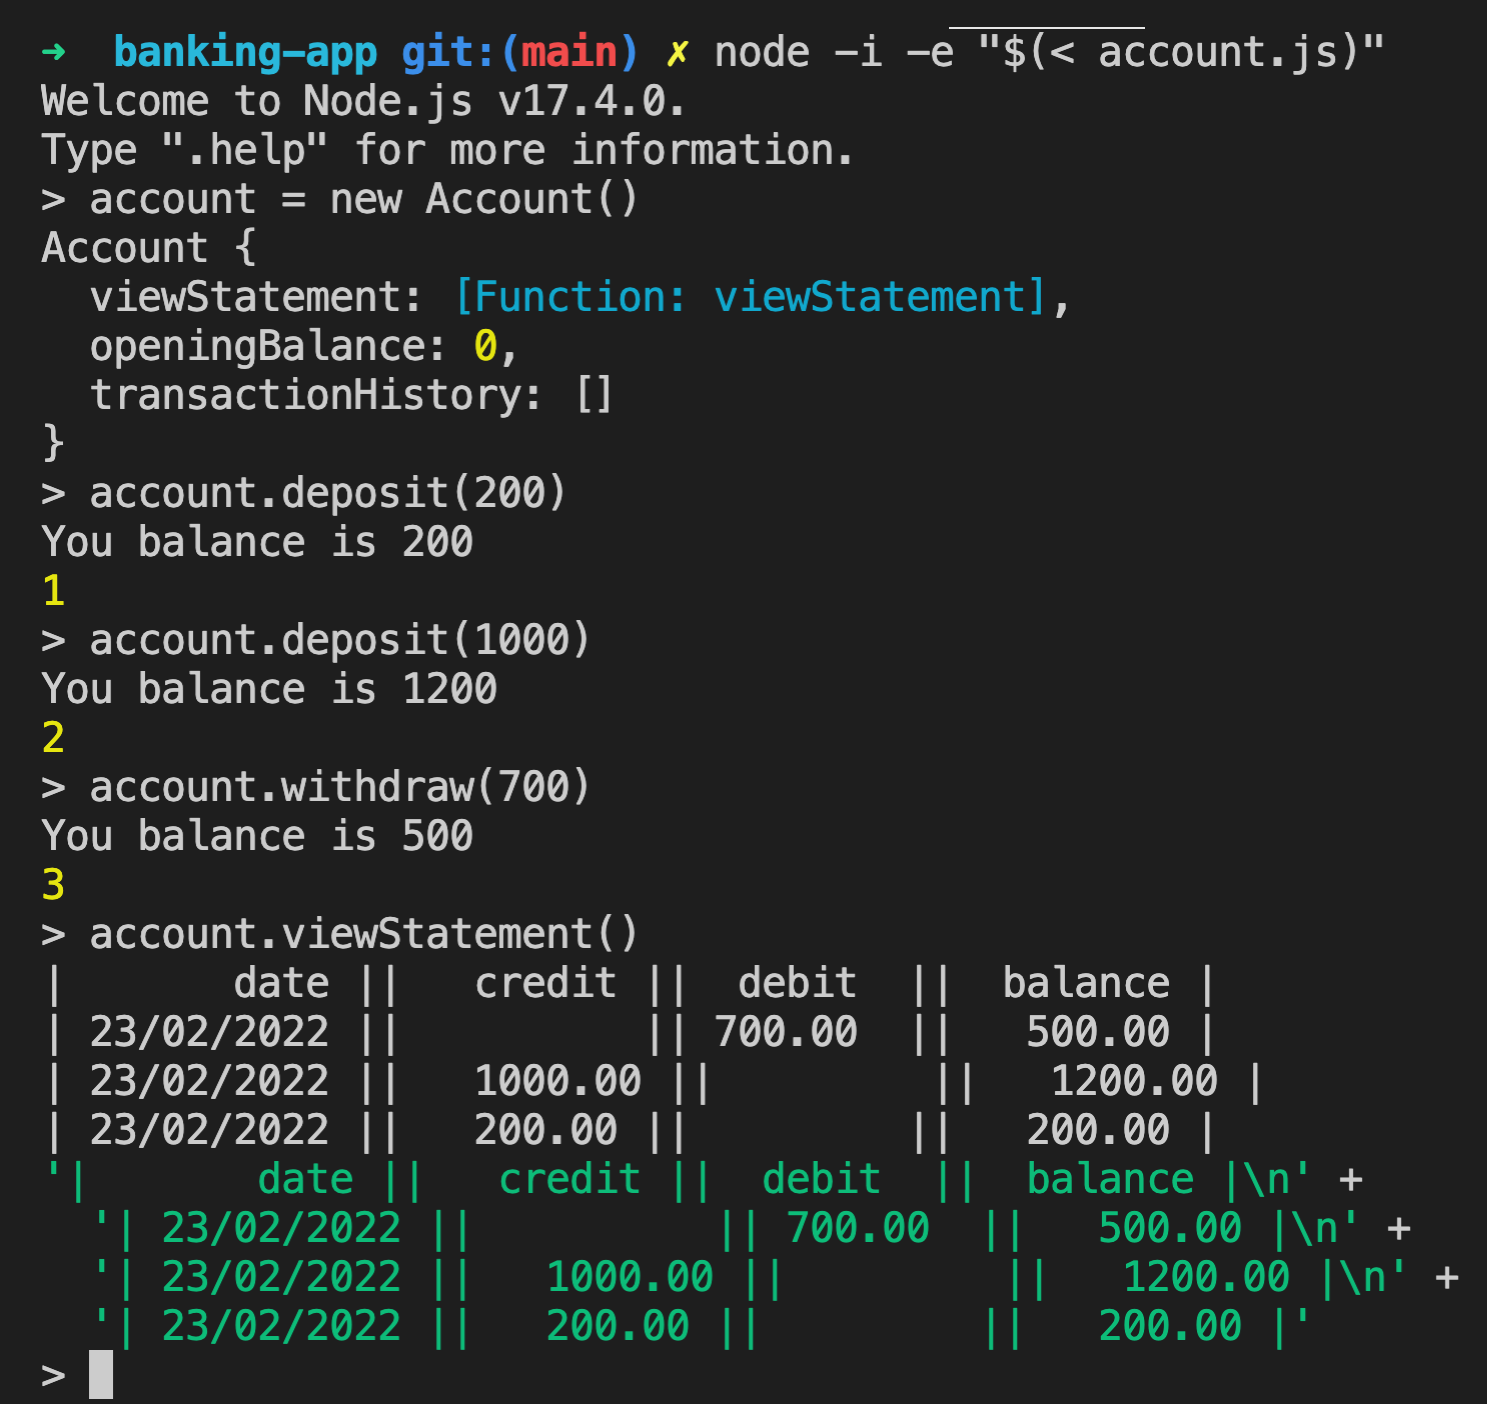 ➜  banking-app git:(main) ✗ node -i -e "$(< account.js)"
Welcome to Node.js v17.4.0.
Type ".help" for more information.
> account = new Account()
Account {
  viewStatement: [Function: viewStatement],
  openingBalance: 0,
  transactionHistory: []
}
> account.deposit(200)
You balance is 200
1
> account.deposit(1000)
You balance is 1200
2
> account.withdraw(700)
You balance is 500
3
> account.viewStatement()
|       date ||   credit ||  debit  ||  balance |
| 23/02/2022 ||          || 700.00  ||   500.00 |
| 23/02/2022 ||   1000.00 ||         ||   1200.00 |
| 23/02/2022 ||   200.00 ||         ||   200.00 |
'|       date ||   credit ||  debit  ||  balance |\n' +
  '| 23/02/2022 ||          || 700.00  ||   500.00 |\n' +
  '| 23/02/2022 ||   1000.00 ||         ||   1200.00 |\n' +
  '| 23/02/2022 ||   200.00 ||         ||   200.00 |'
>